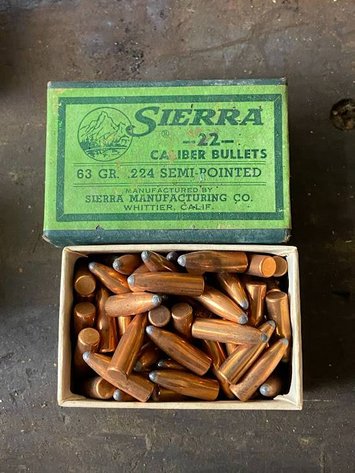 SIERRA
®
-22-
CALIBER BULLETS
63 GR. .224 SEMI-POINTED
MANUFACTURED BY
SIERRA MANUFACTURING CO.
WHITTIER, CALIF.